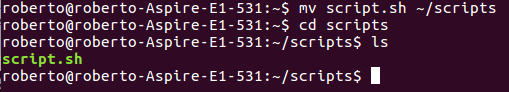 roberto@roberto-Aspire-E1-531:~$ mv script.sh ~/scripts
roberto@roberto-Aspire-E1-531:~$ cd scripts
roberto@roberto-Aspire-E1-531:~/scripts$ ls
script.sh
roberto@roberto-Aspire-E1-531:~/scripts$